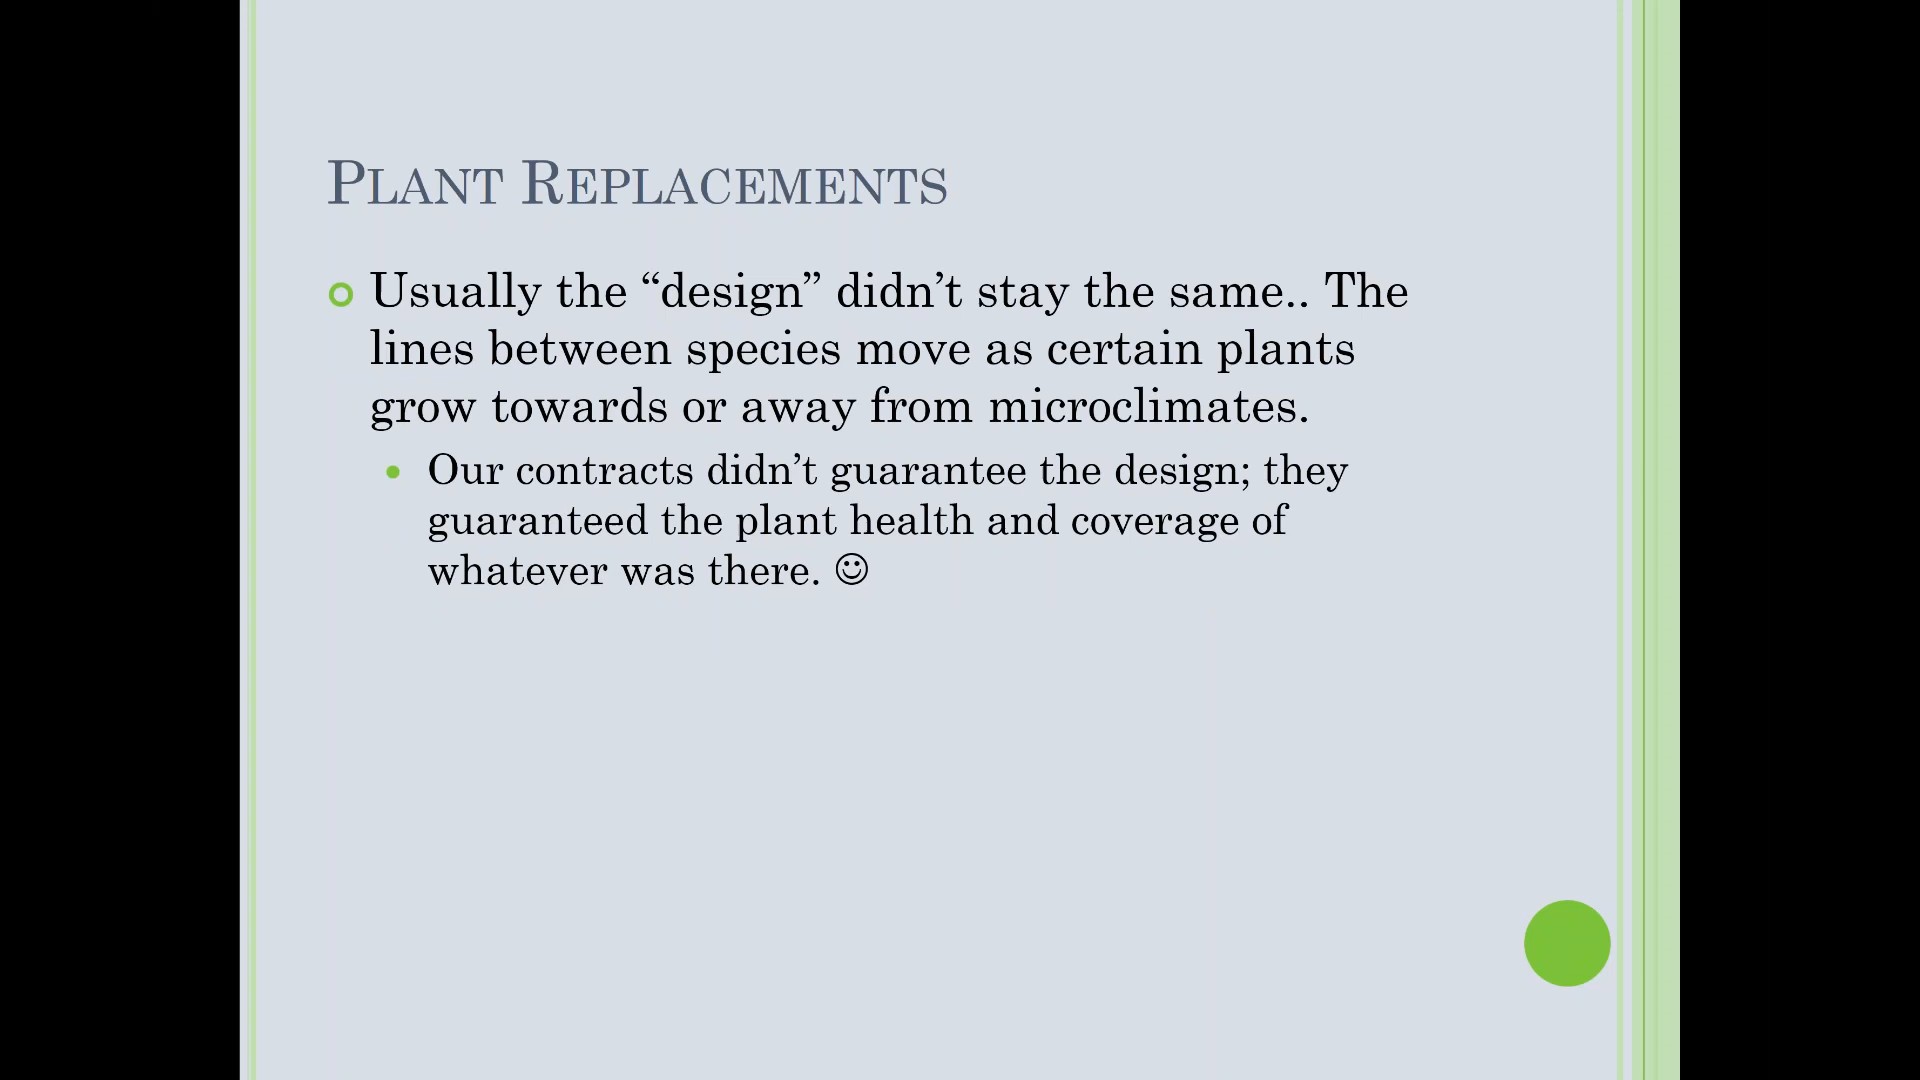 PLANT REPLACEMENTS
Usually the “design” didn’t stay the same.. The
lines between species move as certain plants
grow towards or away from microclimates.
Our contracts didn’t guarantee the design; they
guaranteed the plant health and coverage of
whatever was there. ☺